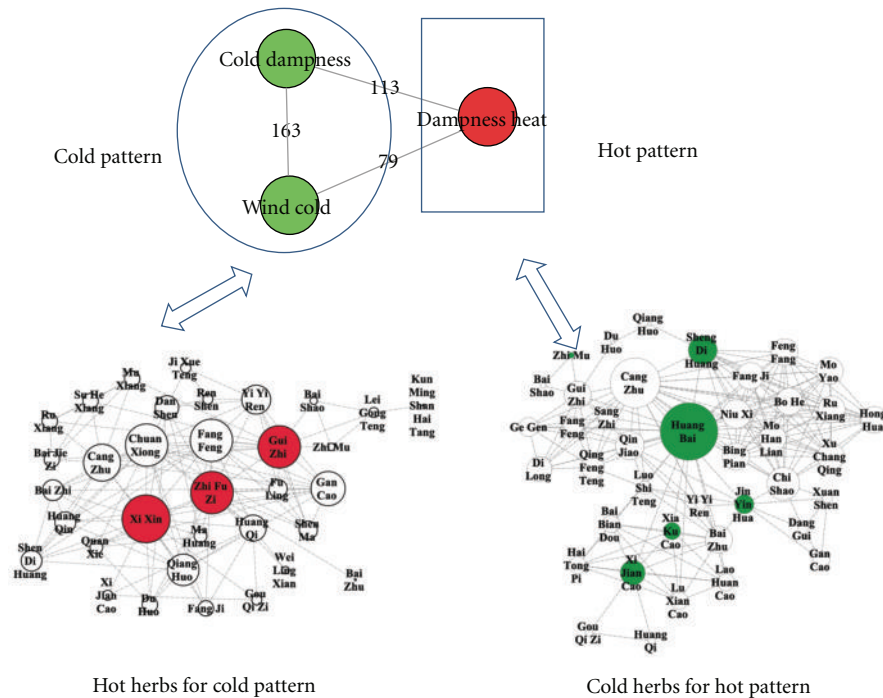 Cold dampness
113
Dampness heat
163
Cold pattern
Hot pattern
79
Wind cold
Ji Xue
Teng
Mu
Xiang
Su He
Xiang
Ru
Xiang
Dan
Shen
Ren
Shen
Yi Yi
Ren
Bai
Shao
Lei
Gong
Teng
Kun
Ming
Shan
Hai
Tang
Chuan
Xiong
Fang
Feng
Gui
Zhi
Zhi Mu
Bai Jie
Zi
Cang
Zhu
Bai Zhi
Zhi Fu
Zi
Fu
Ling
Gan
Cao
Xi Xin
Huang
Qin
Quan
Xie
Ma
Huang
Huang
Qi
Sheng
Ma
Shen
Di
Huang
Qiang
Huo
Wei
Ling
Xian
Bai
Zhu
Xi
Jian
Cao
Du
Huo
Fang Ji
Gou
Qi Zi
Hot herbs for cold pattern
Qiang
Huo
Du
Huo
Zhi Mu
Sheng
Di
Huang
Feng
Fang
Mo
Yao
Bai
Shao
Gui
Zhi
Cang
Zhu
Fang Ji
Bo He
Ru
Xiang
Hong
Hua
Ge Gen
Fang
Feng
Sang
Zhi
Niu Xi
Huang
Bai
Qin
Jiao
Mo
Han
Lian
Xu
Chang
Qing
Di
Long
Qing
Feng
Teng
Bing
Pian
Luo
Shi
Teng
Chi
Shao
Yi Yi
Ren
Jin
Yin
Hua
Xuan
Shen
Bai
Bian
Dou
Xia
Ku
Cao
Bai
Zhu
Dang
Gui
Gan
Cao
Hai
Tong
Pi
Xi
Jian
Cao
Lao
Huan
Cao
Lu
Xian
Cao
Gou
Qi Zi
Huang
Qi
Cold herbs for hot pattern